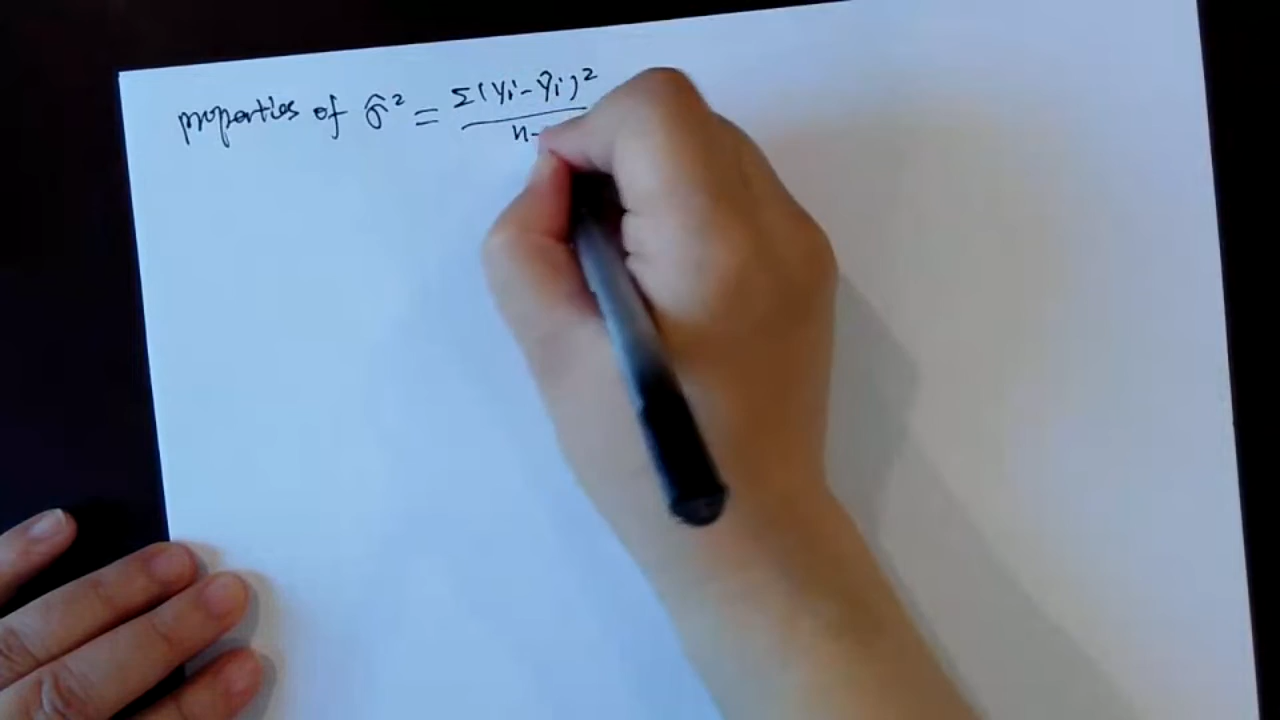 properties of σ̂² = Σ(yᵢ - ŷᵢ)² / n-